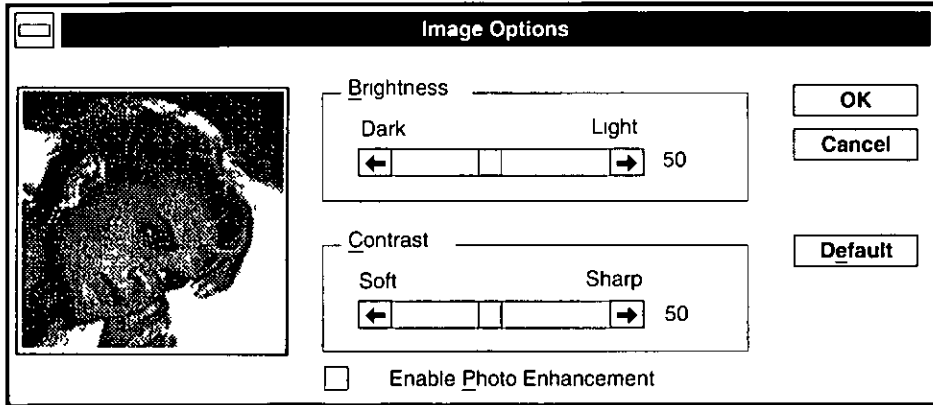 Image Options
Brightness
Dark Light
50
Contrast
Soft Sharp
50
Enable Photo Enhancement
OK
Cancel
Default